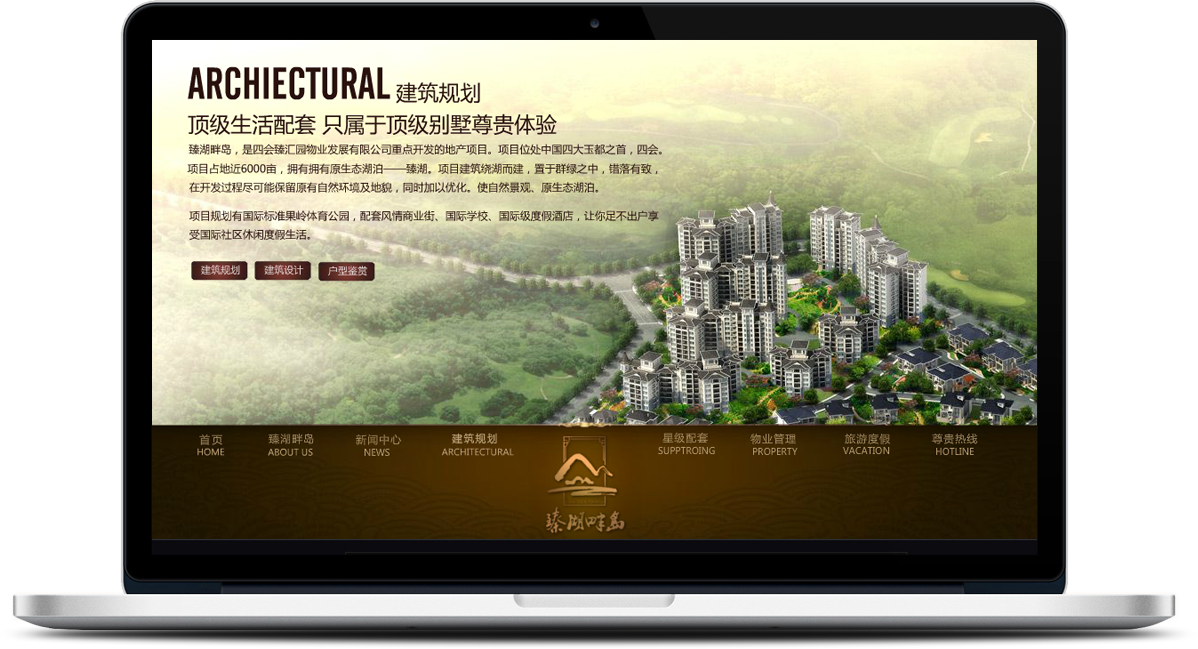 ARCHIECTURAL 建筑规划
顶级生活配套 只属于顶级别墅尊贵体验
臻湖畔岛，是四会臻汇园物业发展有限公司重点开发的地产项目。项目位处中国四大玉都之首，四会。
项目占地近6000亩，拥有拥有原生态湖泊——臻湖。项目建筑绕湖而建，置于群绿之中，错落有致，
在开发过程尽可能保留原有自然环境及地貌，同时加以优化。使自然景观、原生态湖泊。
项目规划有国际标准果岭体育公园，配套风情商业街、国际学校、国际级度假酒店，让你足不出户享
受国际社区休闲度假生活。
建筑规划 建筑设计 户型鉴赏
首页 臻湖畔岛 新闻中心 建筑规划 星级配套 物业管理 旅游度假 尊贵热线
HOME ABOUT US NEWS ARCHITECTURAL SUPPTROING PROPERTY VACATION HOTLINE
臻湖畔岛